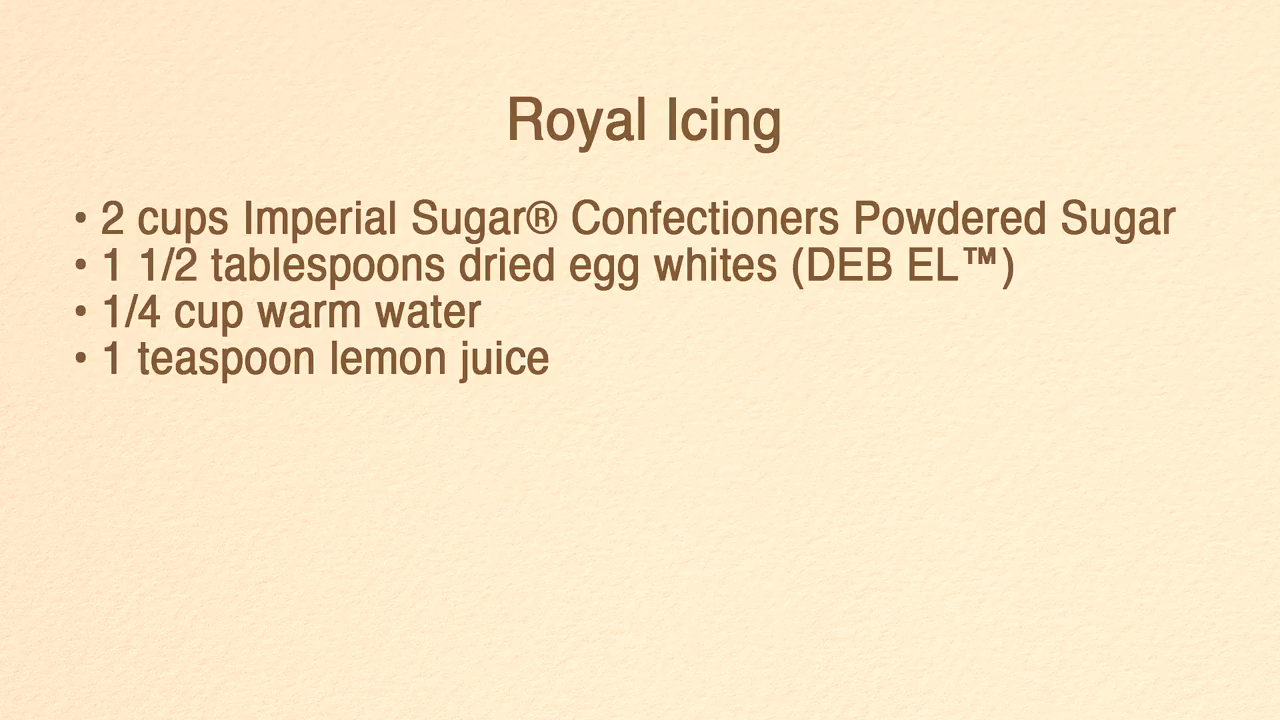 Royal Icing
• 2 cups Imperial Sugar® Confectioners Powdered Sugar
• 1 1/2 tablespoons dried egg whites (DEB EL™)
• 1/4 cup warm water
• 1 teaspoon lemon juice